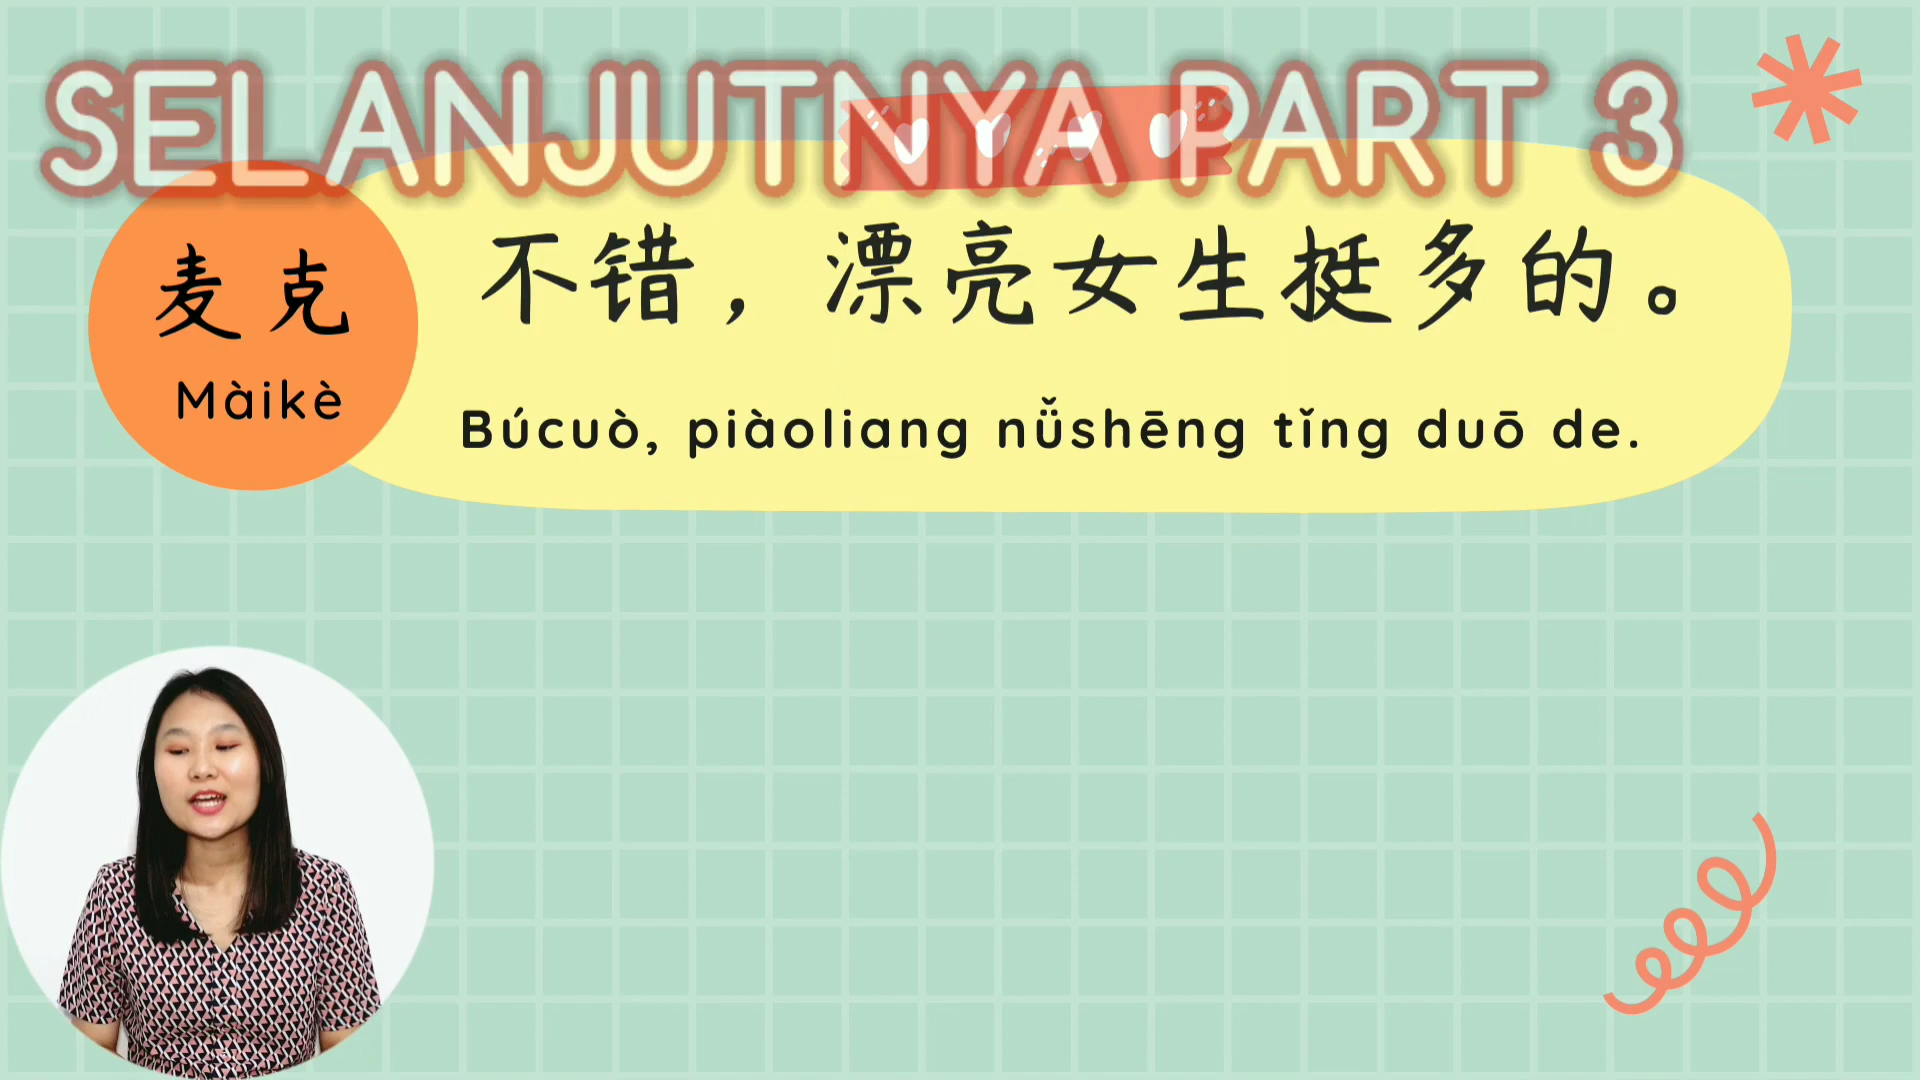 SELANJUTNYA PART 3
麦克
Màikè
不错，漂亮女生挺多的。
Búcuò, piàoliang nǚshēng tǐng duō de.